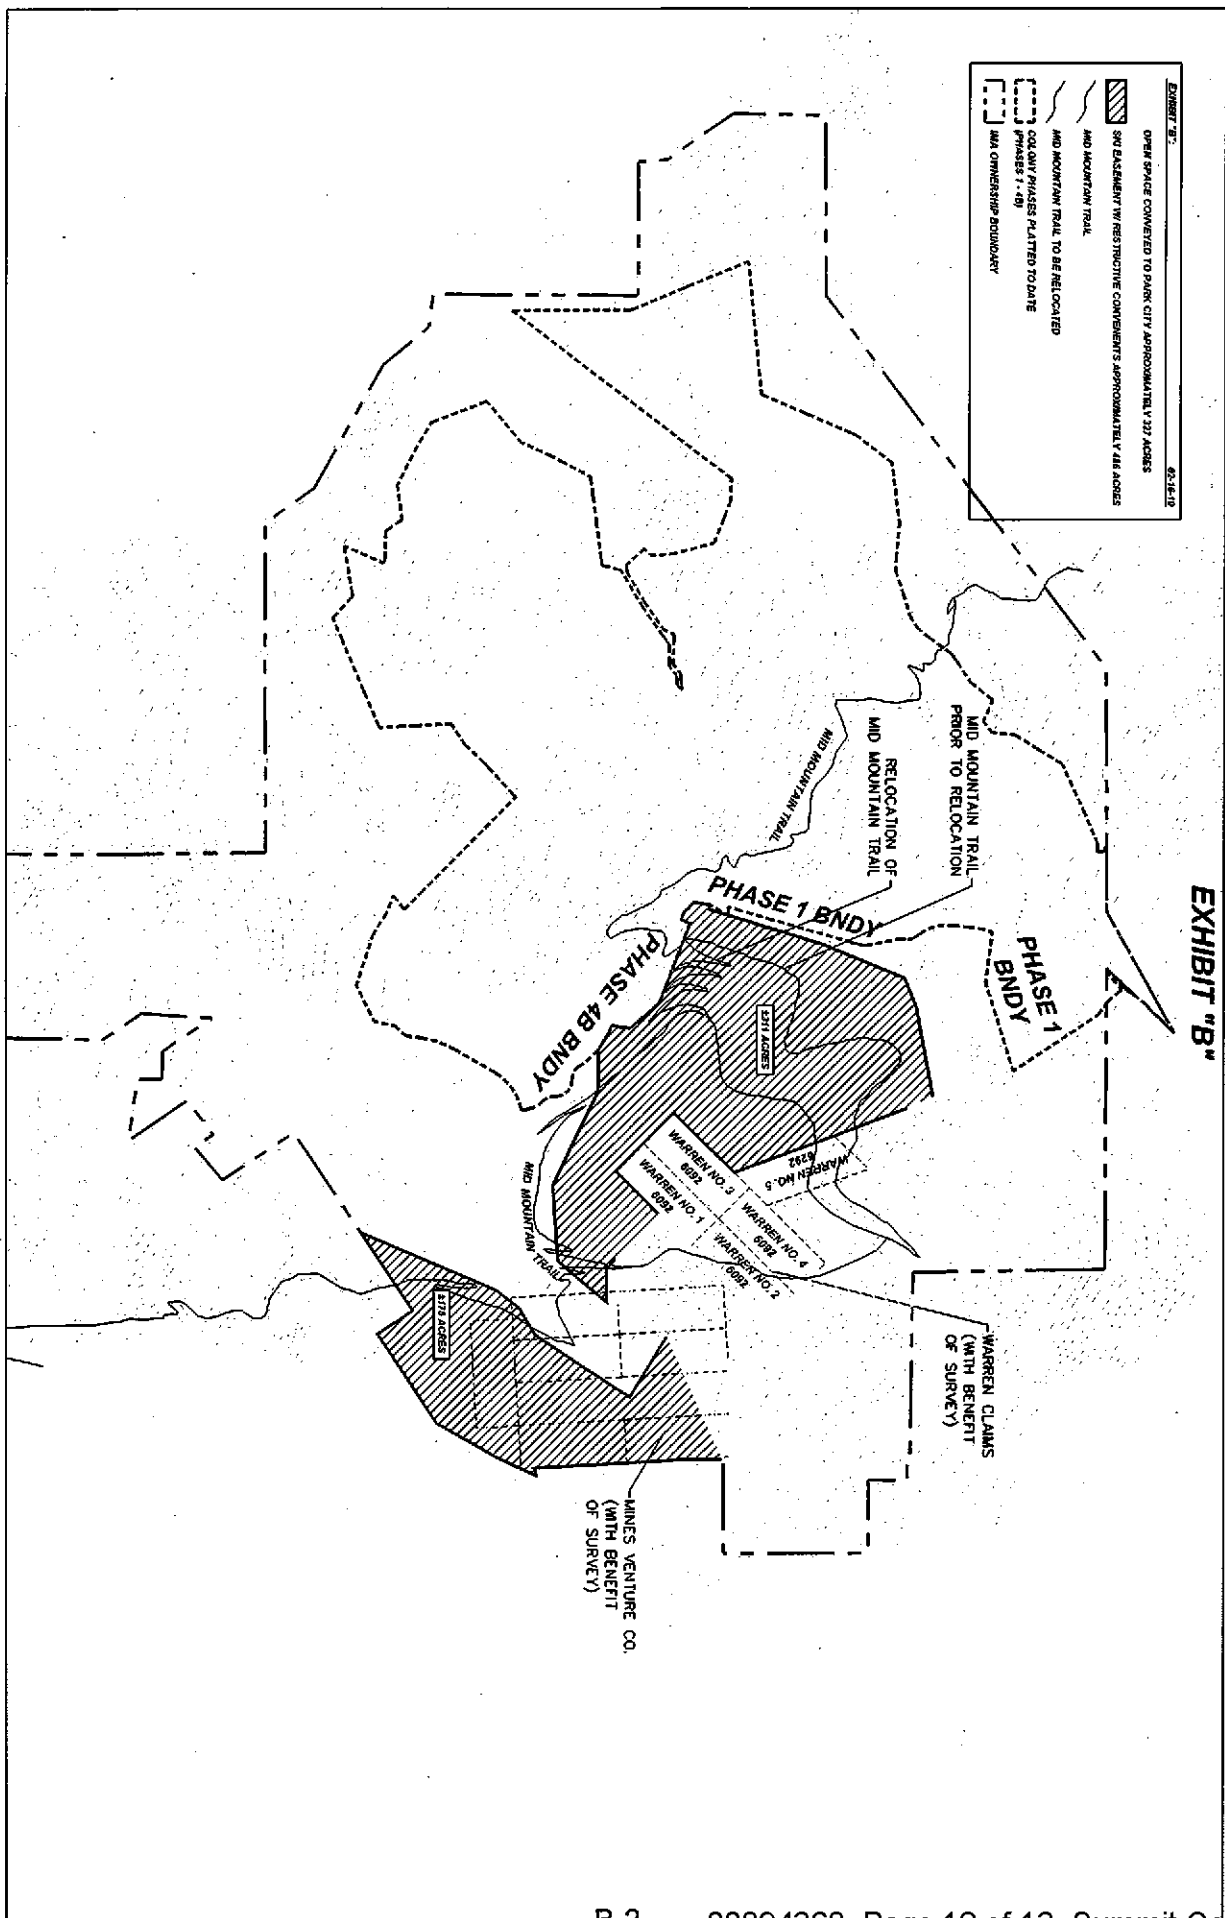 EXHIBIT "B"
EXHIBIT "B":
02-16-10
OPEN SPACE CONVEYED TO PARK CITY APPROXIMATELY 327 ACRES
SKI EASEMENT W/ RESTRICTIVE CONVENENTS APPROXIMATELY 486 ACRES
MID MOUNTAIN TRAIL
MID MOUNTAIN TRAIL TO BE RELOCATED
COLONY PHASES PLATTED TO DATE
(PHASES 1 - 4B)
IMA OWNERSHIP BOUNDARY
MID MOUNTAIN TRAIL
PRIOR TO RELOCATION
RELOCATION OF
MID MOUNTAIN TRAIL
MID MOUNTAIN TRAIL
PHASE 1
BNDY
PHASE 1 BNDY
PHASE 4B BNDY
WARREN NO. 5
6292
WARREN NO. 3
6092
WARREN NO. 1
6092
WARREN NO. 4
6092
WARREN NO. 2
6092
MID MOUNTAIN TRAIL
WARREN CLAIMS
(WITH BENEFIT
OF SURVEY)
MINES VENTURE CO.
(WITH BENEFIT
OF SURVEY)